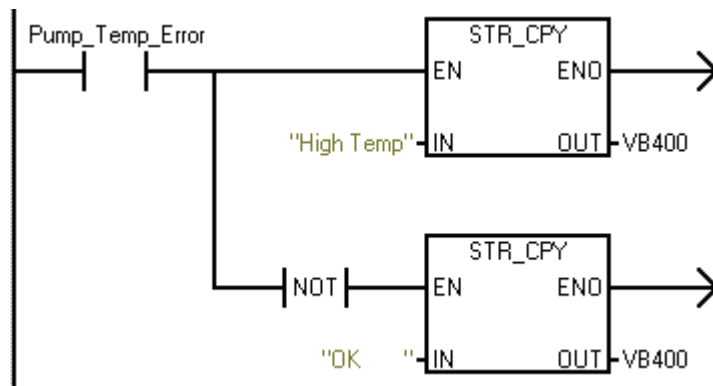 Pump_Temp_Error
STR_CPY
EN ENO
"High Temp" IN OUT VB400
STR_CPY
NOT EN ENO
"OK       " IN OUT VB400